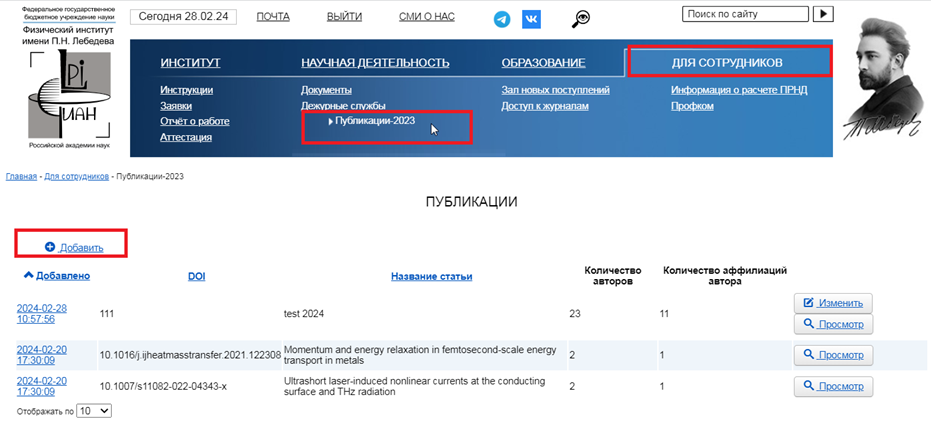 Федеральное государственное
бюджетное учреждение науки
Физический институт
имени П.Н. Лебедева
LPI
ФИАН
Российской академии наук
Сегодня 28.02.24
ПОЧТА
ВЫЙТИ
СМИ О НАС
Поиск по сайту
ИНСТИТУТ
НАУЧНАЯ ДЕЯТЕЛЬНОСТЬ
ОБРАЗОВАНИЕ
ДЛЯ СОТРУДНИКОВ
Инструкции
Документы
Зал новых поступлений
Информация о расчете ПРНД
Заявки
Дежурные службы
Доступ к журналам
Профком
Отчёт о работе
Публикации-2023
Аттестация
Главная - Для сотрудников - Публикации-2023
ПУБЛИКАЦИИ
Добавить
Добавлено
DOI
Название статьи
Количество
авторов
Количество аффилиаций
автора
2024-02-28
10:57:56
111
test 2024
23
11
Изменить
Просмотр
2024-02-20
17:30:09
10.1016/j.ijheatmasstransfer.2021.122308
Momentum and energy relaxation in femtosecond-scale energy
transport in metals
2
1
Просмотр
2024-02-20
17:30:09
10.1007/s11082-022-04343-x
Ultrashort laser-induced nonlinear currents at the conducting
surface and THz radiation
2
1
Просмотр
Отображать по 10